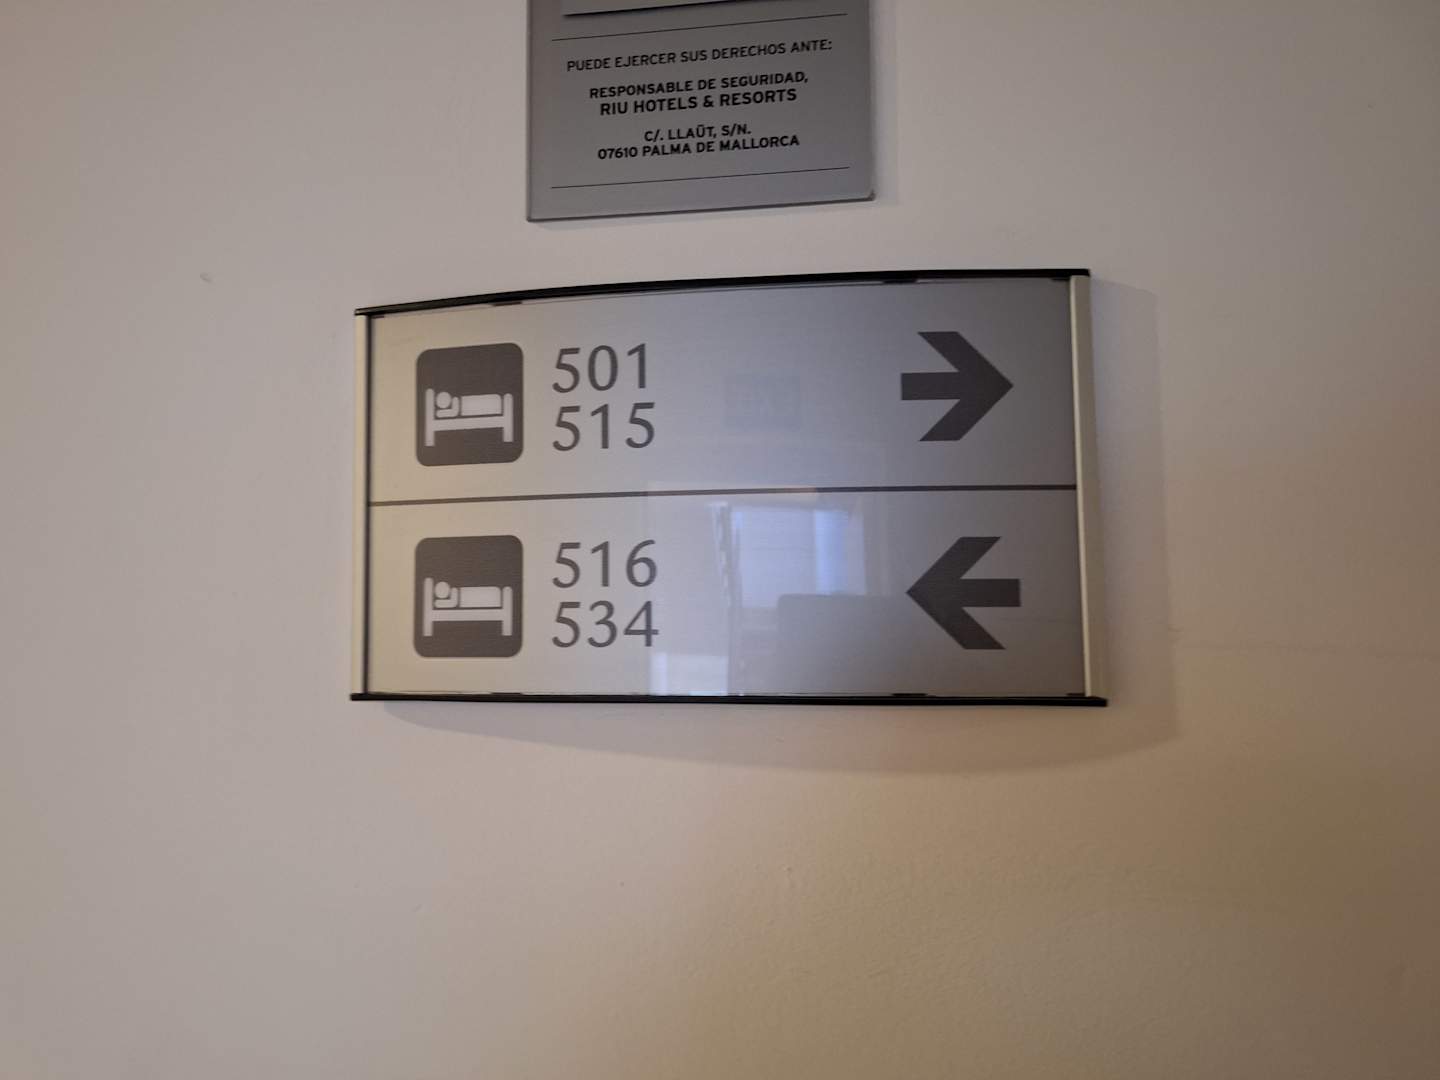 PUEDE EJERCER SUS DERECHOS ANTE:
RESPONSABLE DE SEGURIDAD,
RIU HOTELS & RESORTS
C/. LLAÜT, S/N.
07610 PALMA DE MALLORCA
501
515
516
534